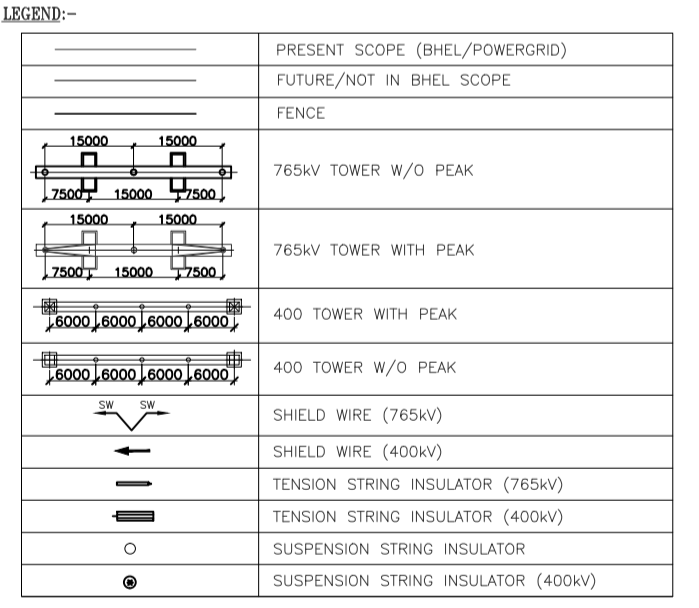 LEGEND:-
PRESENT SCOPE (BHEL/POWERGRID)
FUTURE/NOT IN BHEL SCOPE
FENCE
15000 15000
7500 15000 7500
765kV TOWER W/O PEAK
15000 15000
7500 15000 7500
765kV TOWER WITH PEAK
6000 6000 6000 6000
400 TOWER WITH PEAK
6000 6000 6000 6000
400 TOWER W/O PEAK
SW SW
SHIELD WIRE (765kV)
SHIELD WIRE (400kV)
TENSION STRING INSULATOR (765kV)
TENSION STRING INSULATOR (400kV)
SUSPENSION STRING INSULATOR
SUSPENSION STRING INSULATOR (400kV)